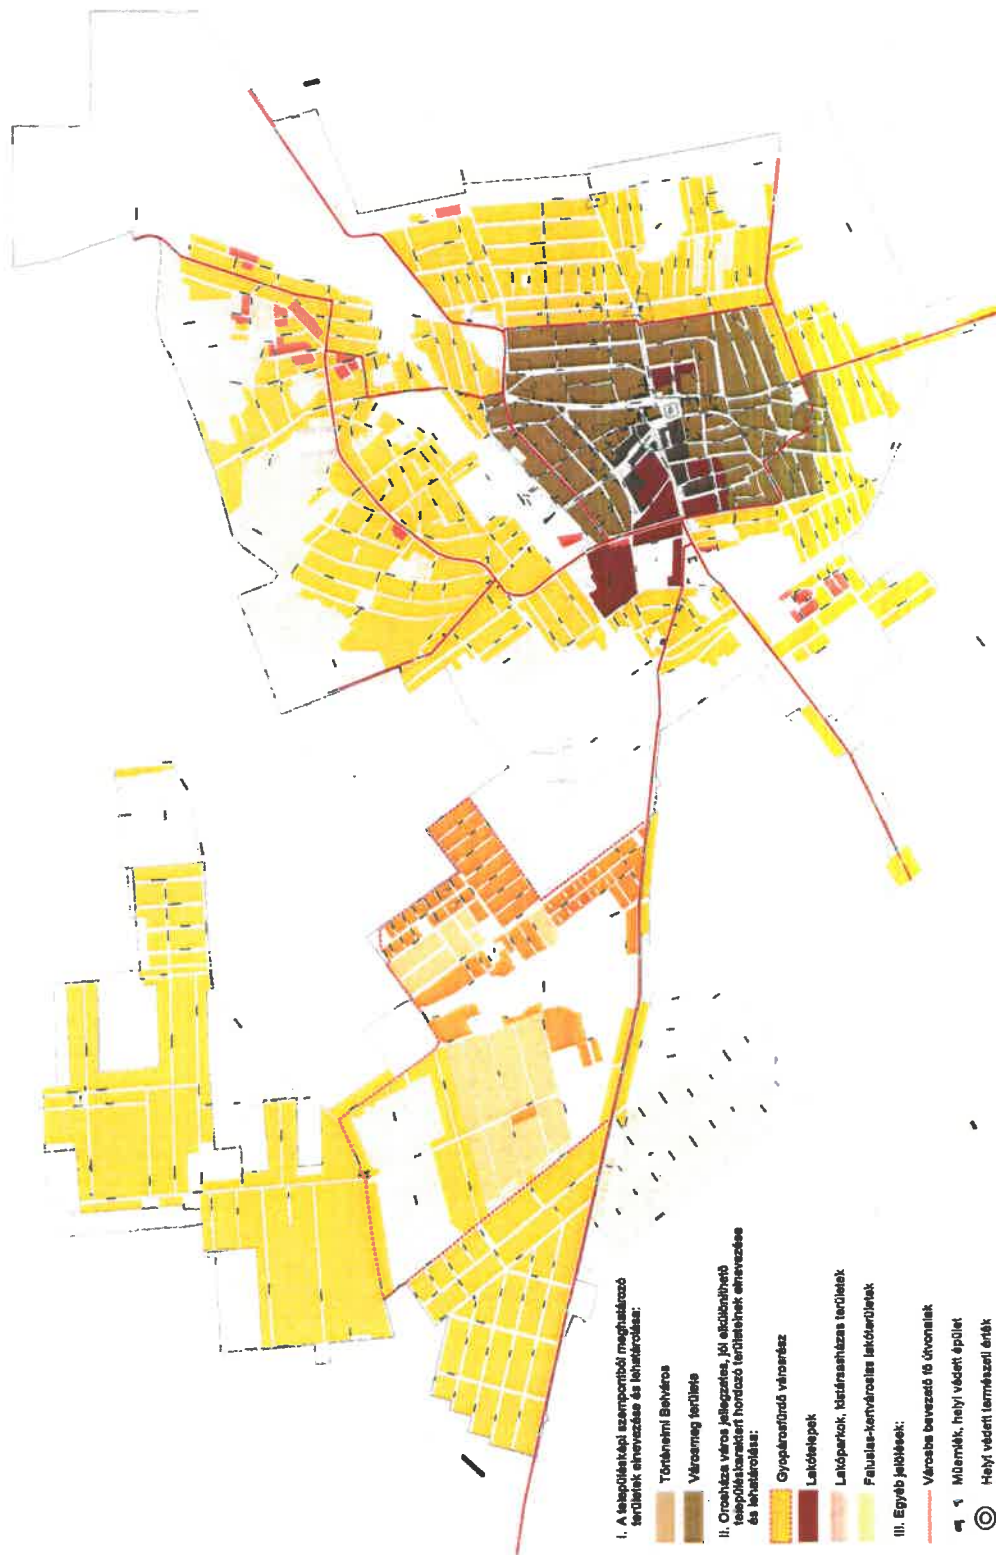 I. A településképi szempontból meghatározó
területek elnevezése és lehatárolása:
Történelmi Belváros
Városmag területe
II. Orosháza város jellegzetes, jól elkülöníthető
településkaraktert hordozó területeinek elnevezése
és lehatárolása:
Gyopárosfürdő városrész
Lakótelepek
Lakóparkok, kistársasházas területek
Falusias-kertvárosias lakóterületek
III. Egyéb jelölések:
Városba bevezető fő útvonalak
Műemlék, helyi védett épület
Helyi védett természeti érték